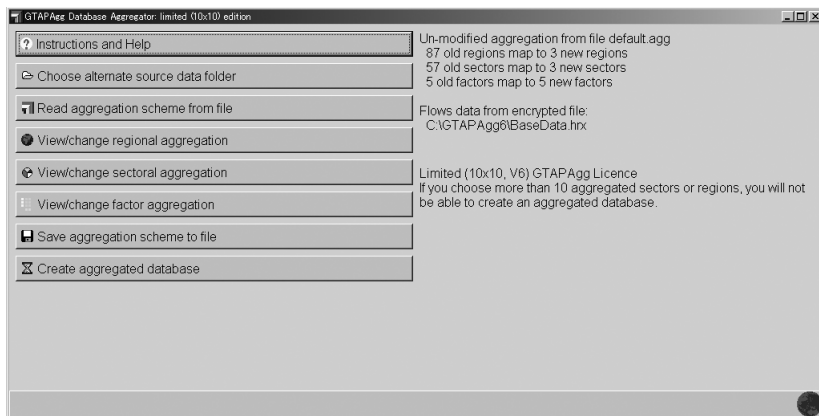 GTAPAgg Database Aggregator: limited (10x10) edition
Instructions and Help
Choose alternate source data folder
Read aggregation scheme from file
View/change regional aggregation
View/change sectoral aggregation
View/change factor aggregation
Save aggregation scheme to file
Create aggregated database
Un-modified aggregation from file default.agg
87 old regions map to 3 new regions
57 old sectors map to 3 new sectors
5 old factors map to 5 new factors
Flows data from encrypted file:
C:\GTAPAgg6\BaseData.hrx
Limited (10x10, V6) GTAPAgg Licence
If you choose more than 10 aggregated sectors or regions, you will not
be able to create an aggregated database.